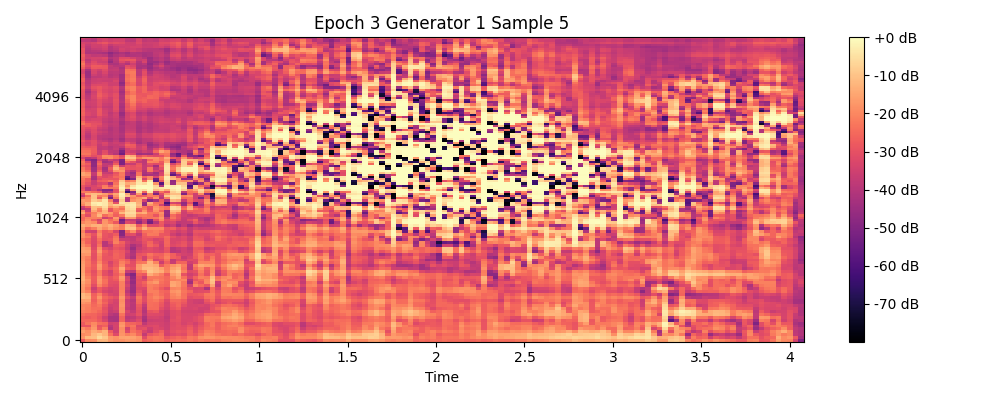 Epoch 3 Generator 1 Sample 5
Hz
4096
2048
1024
512
0
0 0.5 1 1.5 2 2.5 3 3.5 4
Time
+0 dB
-10 dB
-20 dB
-30 dB
-40 dB
-50 dB
-60 dB
-70 dB